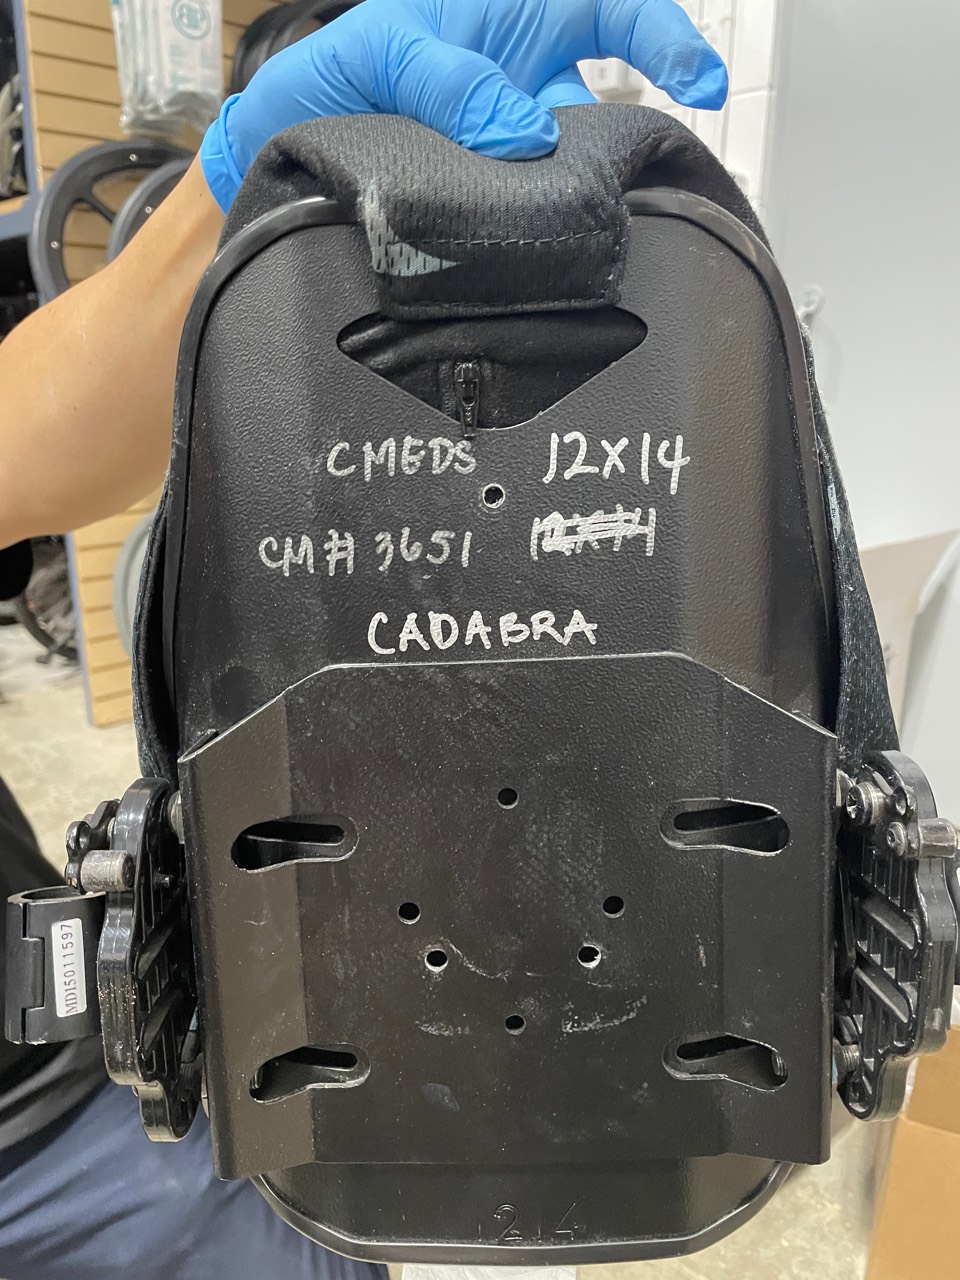 CMEDS 12x14
CM# 3651
CADABRA
MD15011597
1214